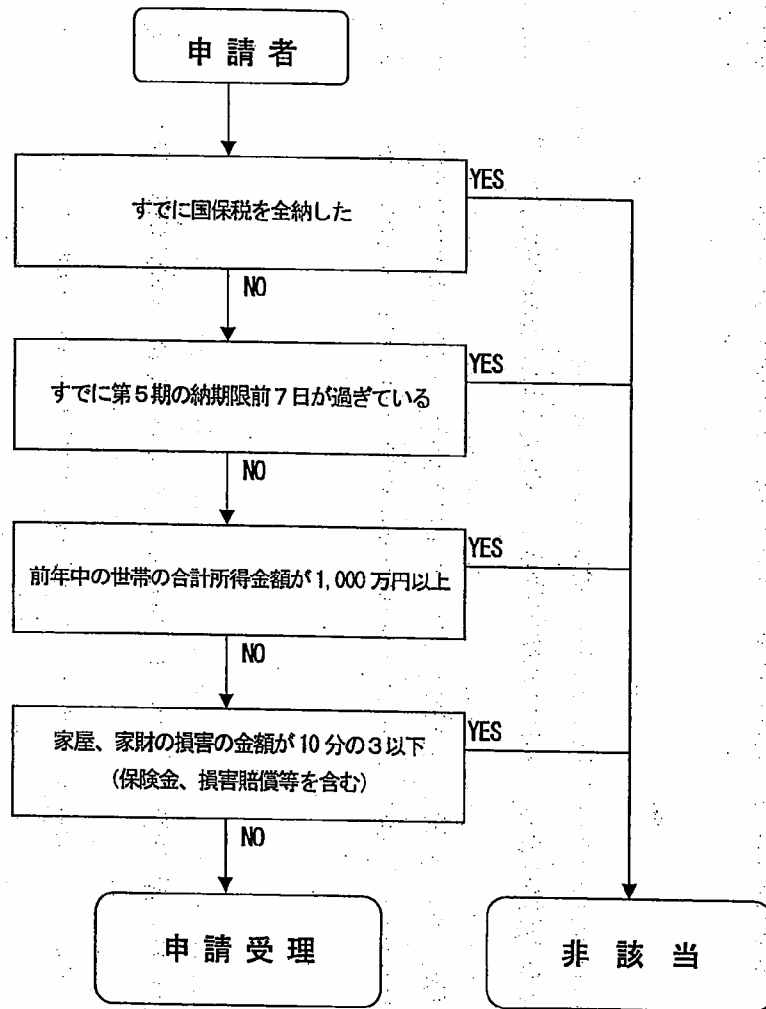 申請者
すでに国保税を全納した
YES
NO
すでに第5期の納期限前7日が過ぎている
YES
NO
前年中の世帯の合計所得金額が1,000万円以上
YES
NO
家屋、家財の損害の金額が10分の3以下
(保険金、損害賠償等を含む)
YES
NO
申請受理
非該当